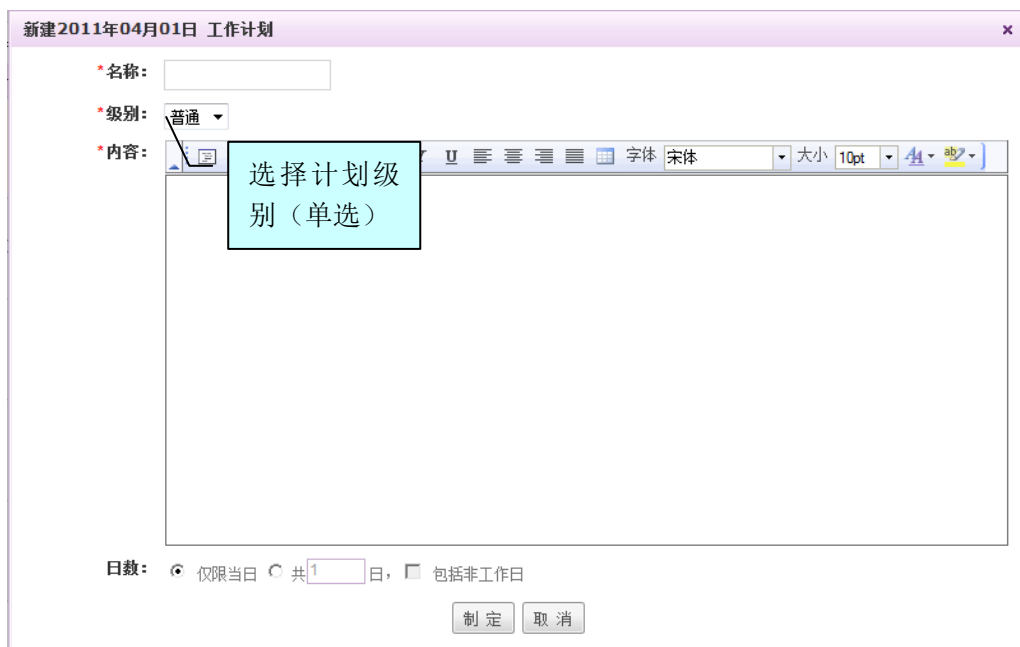 新建2011年04月01日 工作计划
*名称：
*级别： 普通
*内容： U 字体 宋体 大小 10pt
选择计划级
别（单选）
日数： 仅限当日 共1日，包括非工作日
制 定 取 消